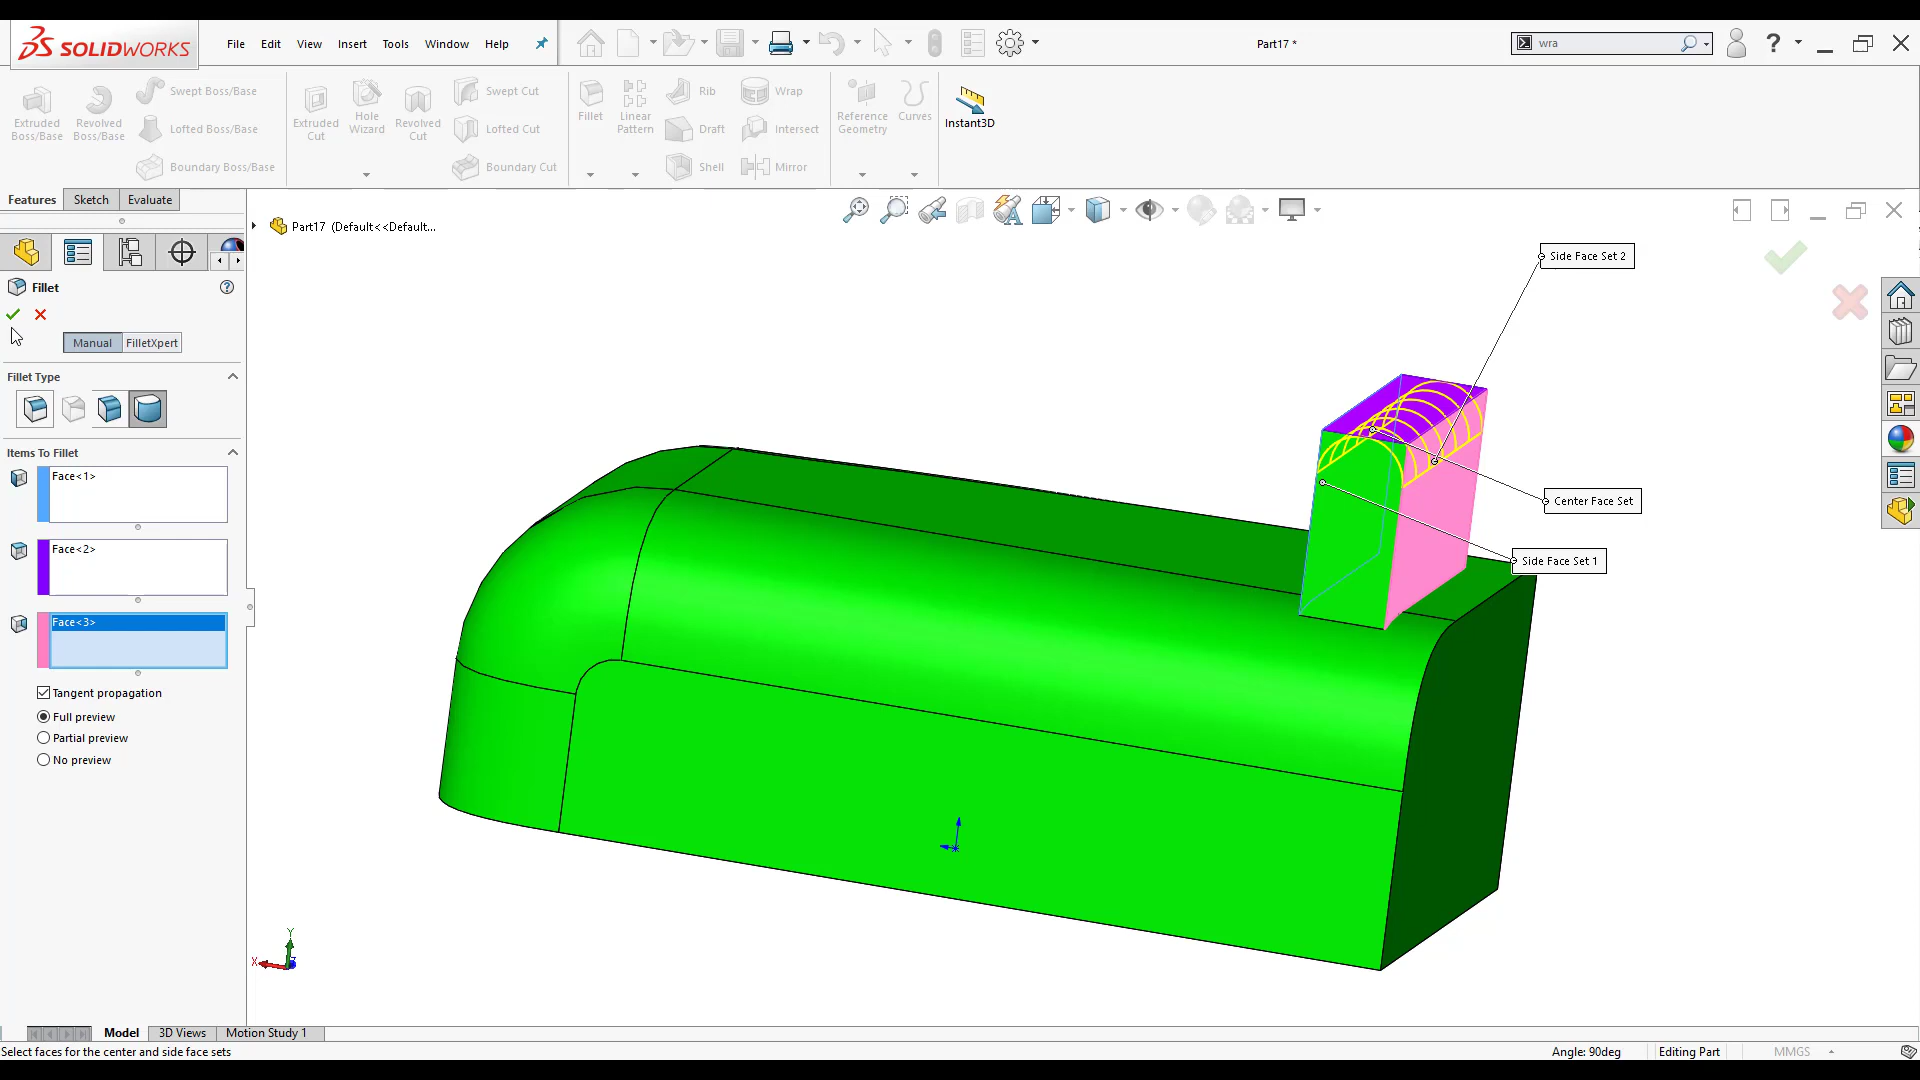 SOLIDWORKS
File Edit View Insert Tools Window Help
Part17 *
wra
?
Extruded Boss/Base
Revolved Boss/Base
Swept Boss/Base
Lofted Boss/Base
Boundary Boss/Base
Extruded Cut
Hole Wizard
Revolved Cut
Swept Cut
Lofted Cut
Boundary Cut
Fillet
Linear Pattern
Rib
Draft
Shell
Wrap
Intersect
Mirror
Reference Geometry
Curves
Instant3D
Features Sketch Evaluate
Part17 (Default<<Default...
Fillet
?
Manual FilletXpert
Fillet Type
Items To Fillet
Face<1>
Face<2>
Face<3>
Tangent propagation
Full preview
Partial preview
No preview
Side Face Set 2
Center Face Set
Side Face Set 1
Y
X
Z
Model 3D Views Motion Study 1
Select faces for the center and side face sets
Angle: 90deg Editing Part MMGS